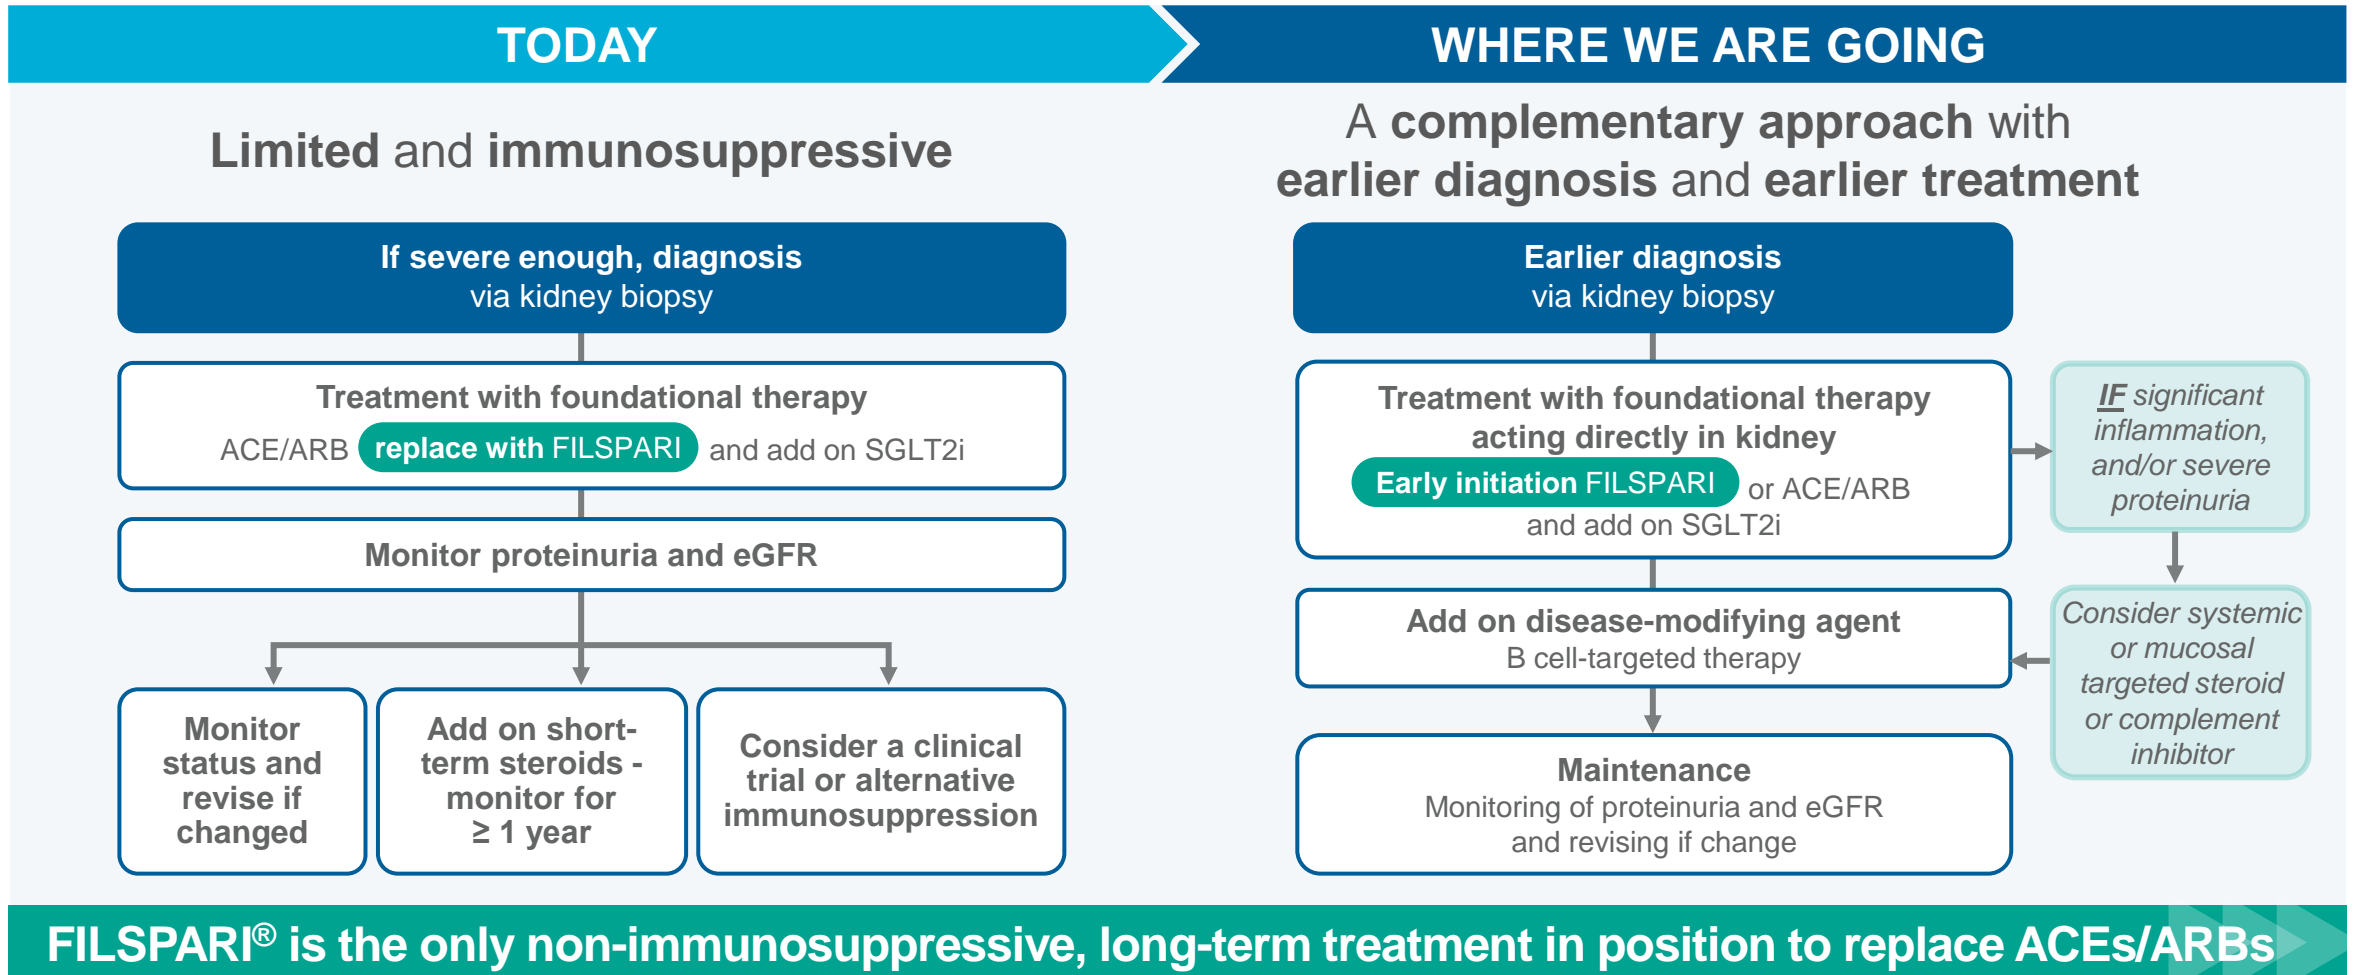 TODAY
WHERE WE ARE GOING
Limited and immunosuppressive
If severe enough, diagnosis
via kidney biopsy
Treatment with foundational therapy
ACE/ARB replace with FILSPARI and add on SGLT2i
Monitor proteinuria and eGFR
Monitor
status and
revise if
changed
Add on short-
term steroids -
monitor for
≥ 1 year
Consider a clinical
trial or alternative
immunosuppression
A complementary approach with
earlier diagnosis and earlier treatment
Earlier diagnosis
via kidney biopsy
Treatment with foundational therapy
acting directly in kidney
Early initiation FILSPARI or ACE/ARB
and add on SGLT2i
IF significant
inflammation,
and/or severe
proteinuria
Consider systemic
or mucosal
targeted steroid
or complement
inhibitor
Add on disease-modifying agent
B cell-targeted therapy
Maintenance
Monitoring of proteinuria and eGFR
and revising if change
FILSPARI® is the only non-immunosuppressive, long-term treatment in position to replace ACEs/ARBs